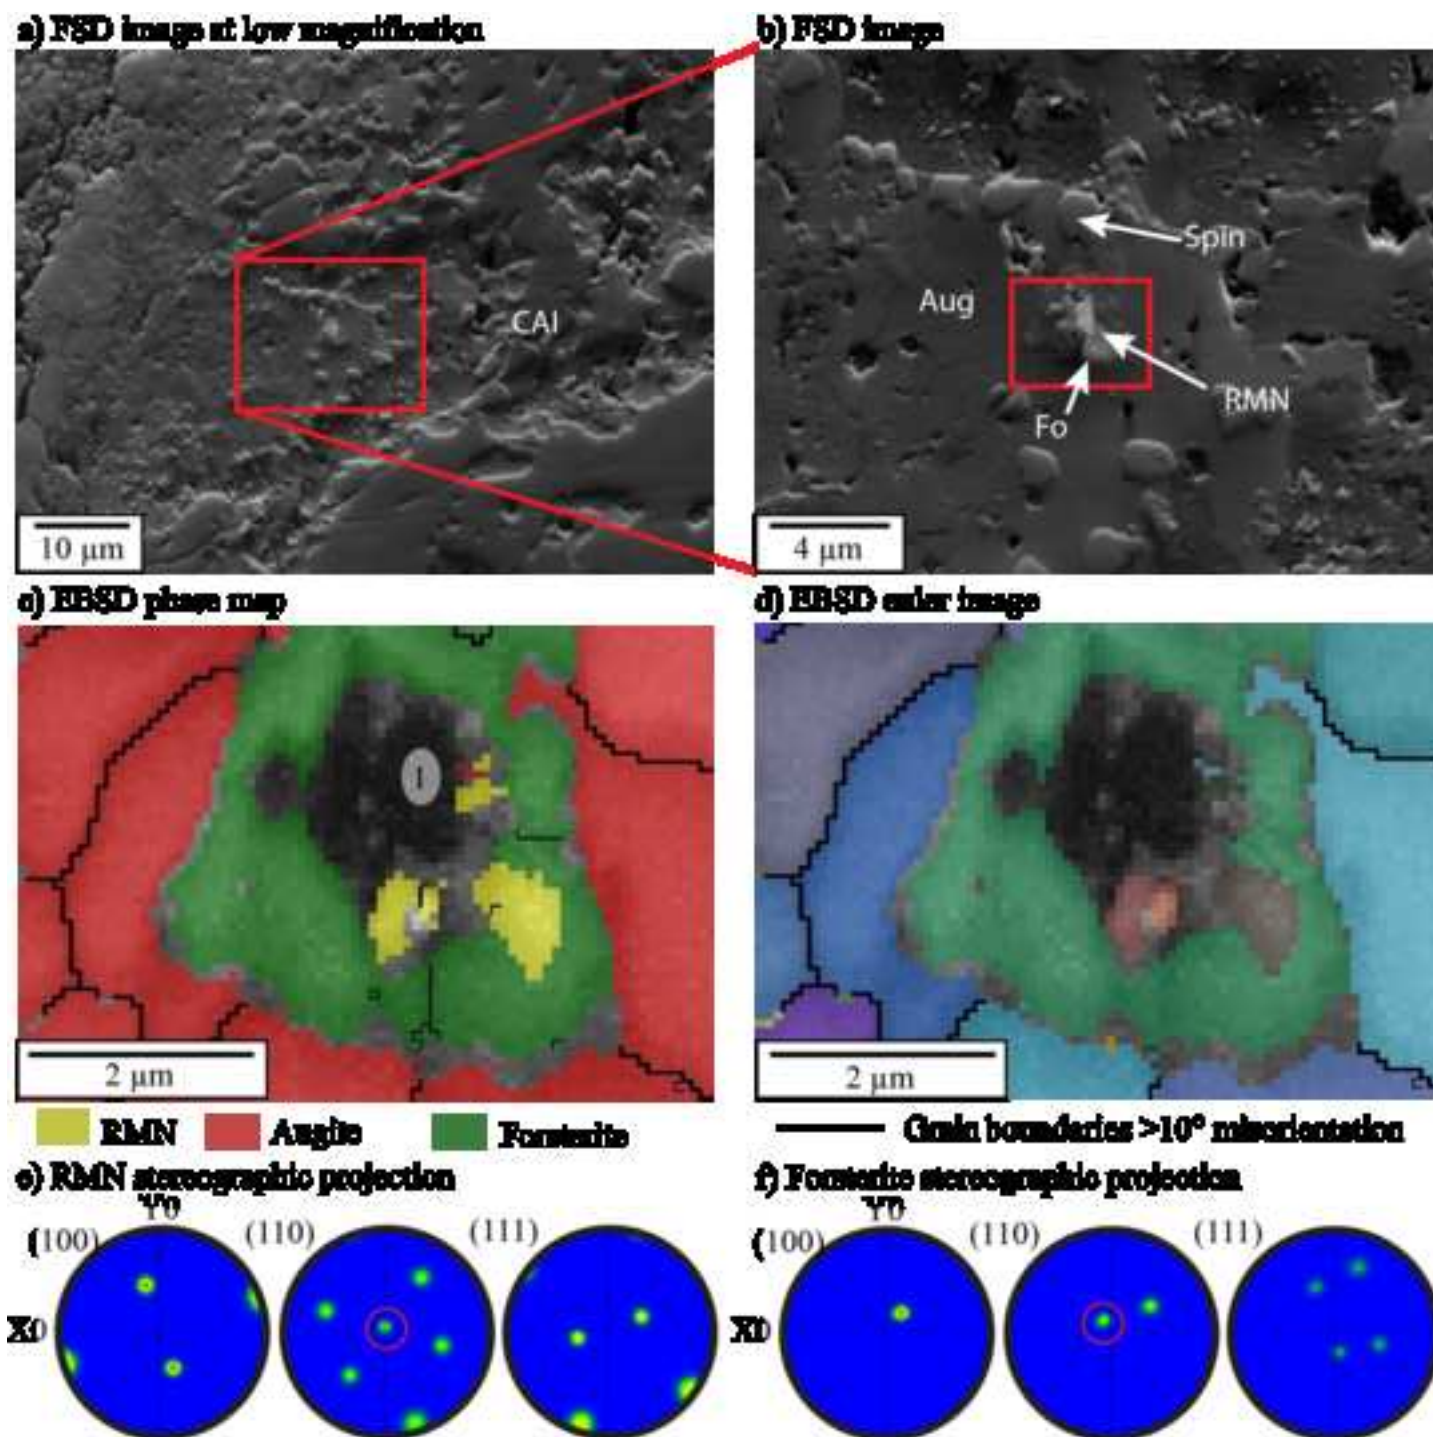 a) FSD image at low magnification
b) FSD image
CAI
10 µm
Spin
Aug
RMN
Fo
4 µm
c) EBSD phase map
d) EBSD euler image
1
2 µm
2 µm
RMN Augite Forsterite
Grain boundaries >10° misorientation
e) RMN stereographic projection
f) Forsterite stereographic projection
Y0
(100) (110) (111)
X0
Y0
(100) (110) (111)
X0